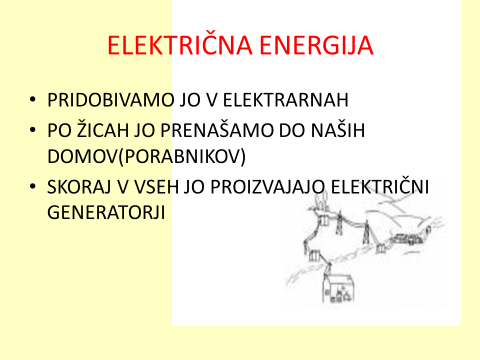 ELEKTRIČNA ENERGIJA
• PRIDOBIVAMO JO V ELEKTRARNAH
• PO ŽICAH JO PRENAŠAMO DO NAŠIH
DOMOV(PORABNIKOV)
• SKORAJ V VSEH JO PROIZVAJAJO ELEKTRIČNI
GENERATORJI